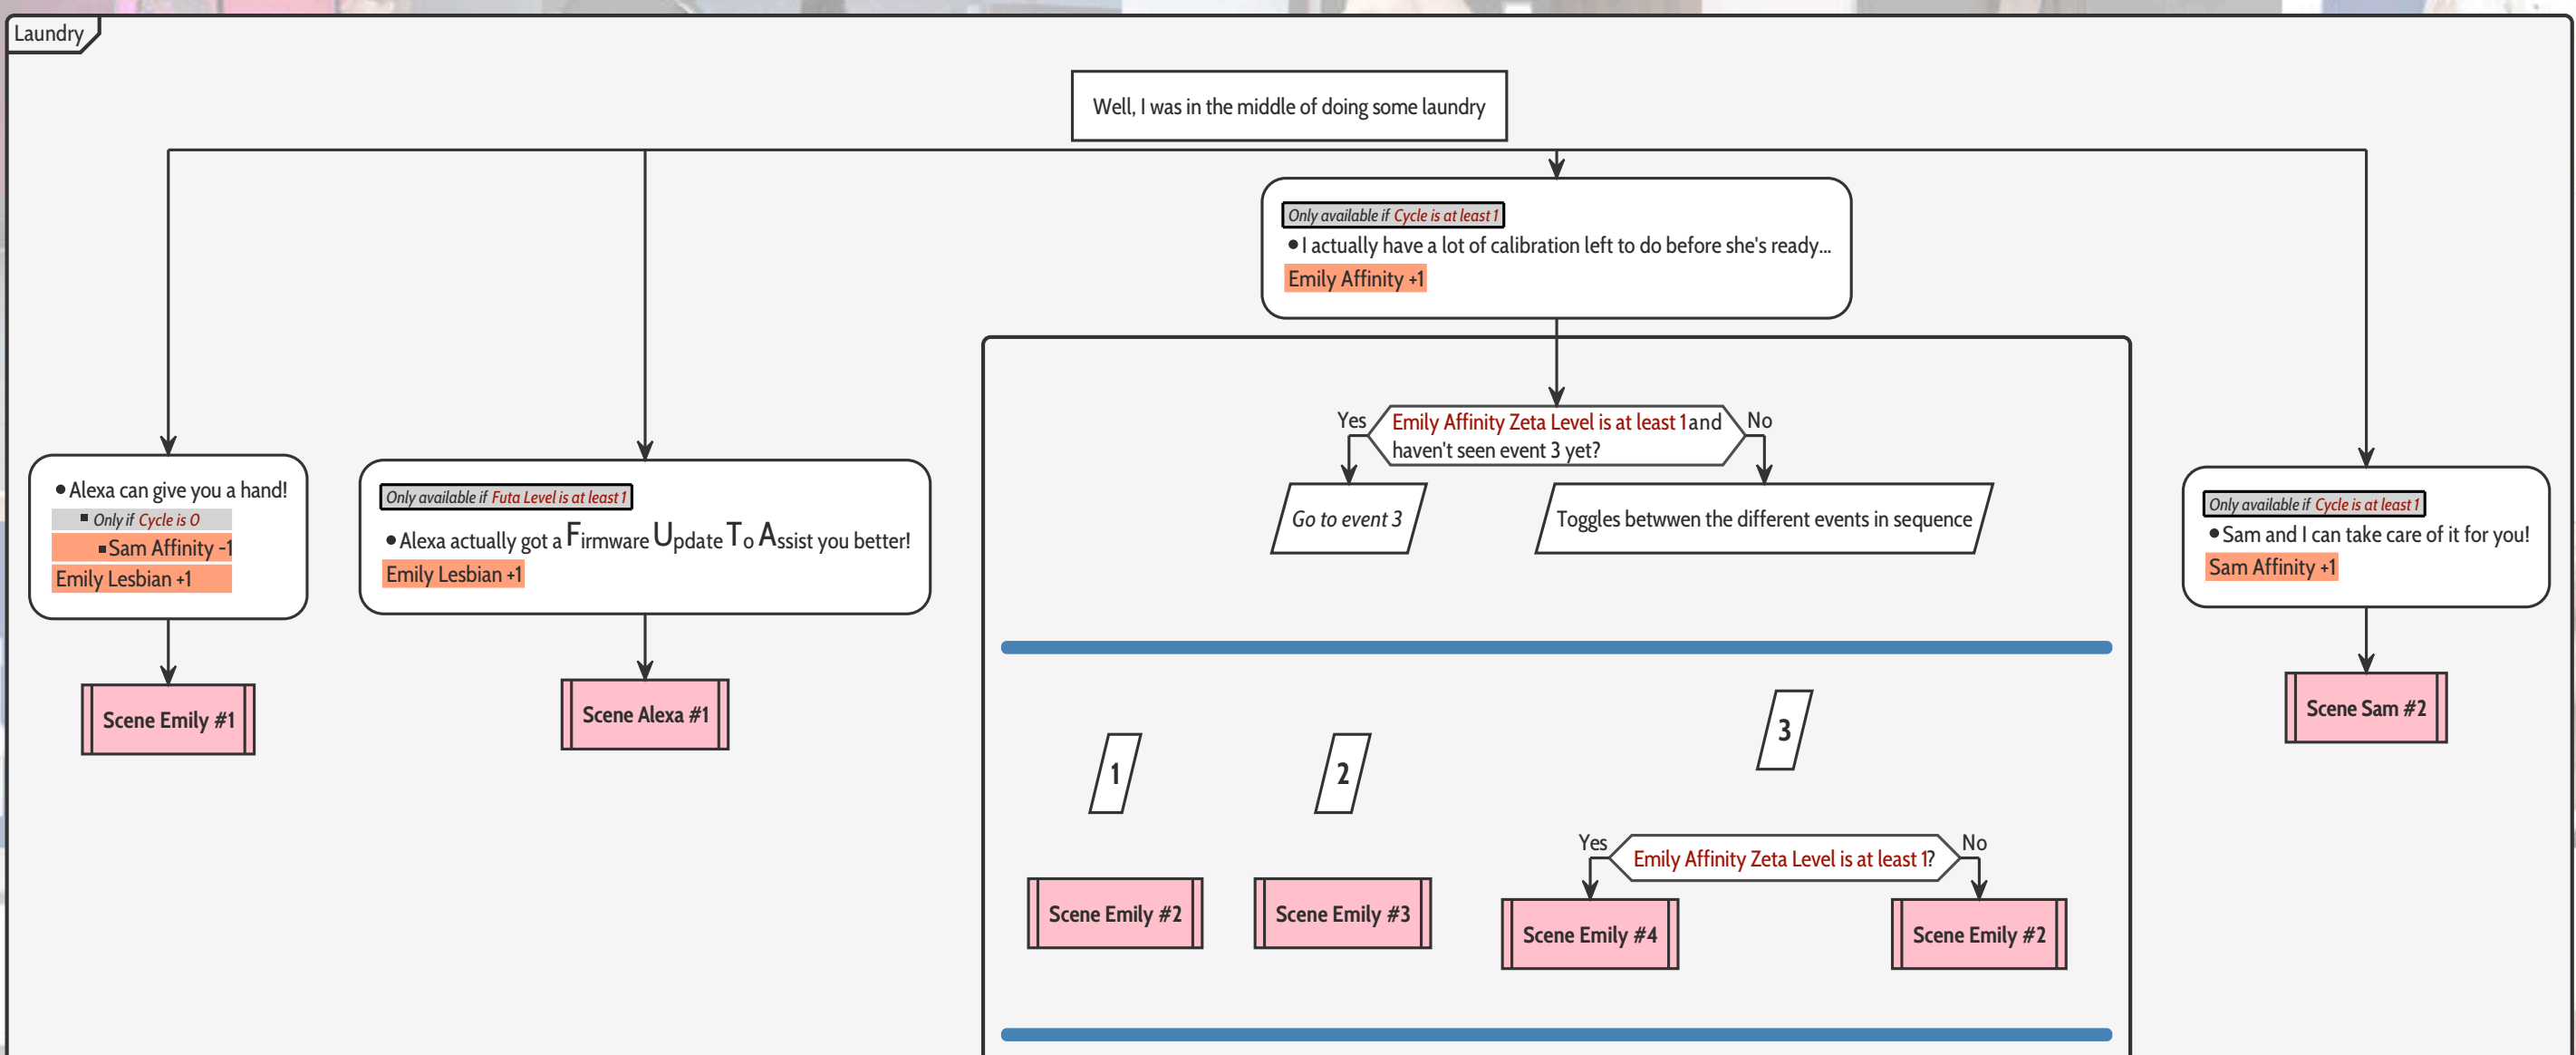 Laundry
Well, I was in the middle of doing some laundry
Only available if Cycle is at least 1
I actually have a lot of calibration left to do before she's ready...
Emily Affinity +1
Yes
Emily Affinity Zeta Level is at least 1 and
haven't seen event 3 yet?
No
Go to event 3
Toggles betwwen the different events in sequence
Alexa can give you a hand!
Only if Cycle is 0
Sam Affinity -1
Emily Lesbian +1
Scene Emily #1
Only available if Futa Level is at least 1
Alexa actually got a Firmware Update To Assist you better!
Emily Lesbian +1
Scene Alexa #1
1
Scene Emily #2
2
Scene Emily #3
3
Yes
Emily Affinity Zeta Level is at least 1?
No
Scene Emily #4
Scene Emily #2
Only available if Cycle is at least 1
Sam and I can take care of it for you!
Sam Affinity +1
Scene Sam #2